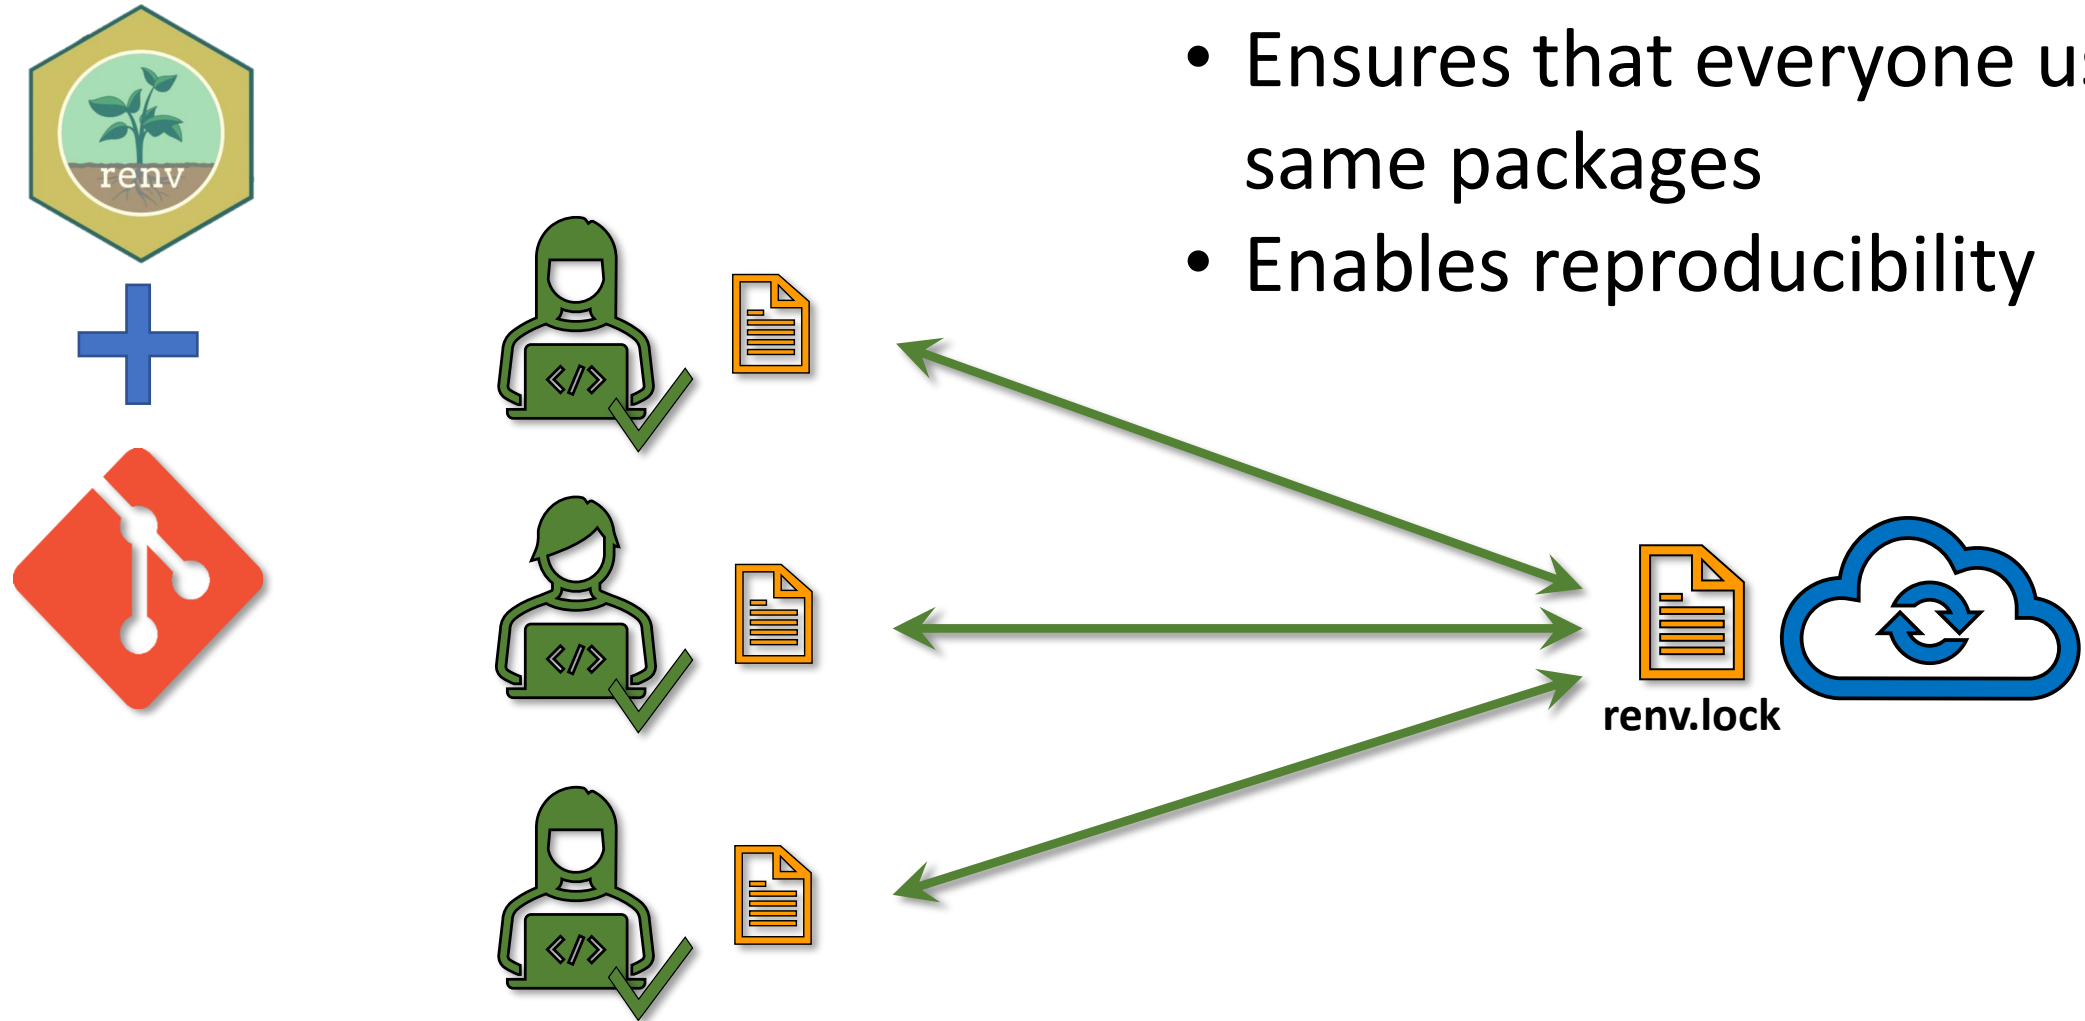 renv
• Ensures that everyone
same packages
• Enables reproducibility
</>
</>
</>
renv.lock